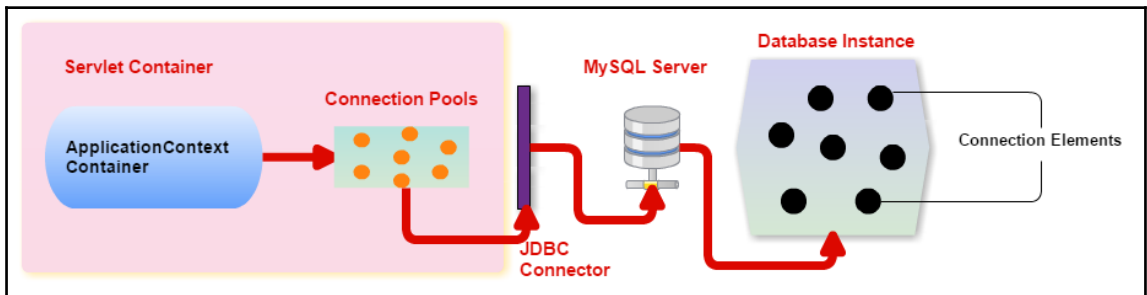 Servlet Container
ApplicationContext
Container
Connection Pools
JDBC
Connector
MySQL Server
Database Instance
Connection Elements